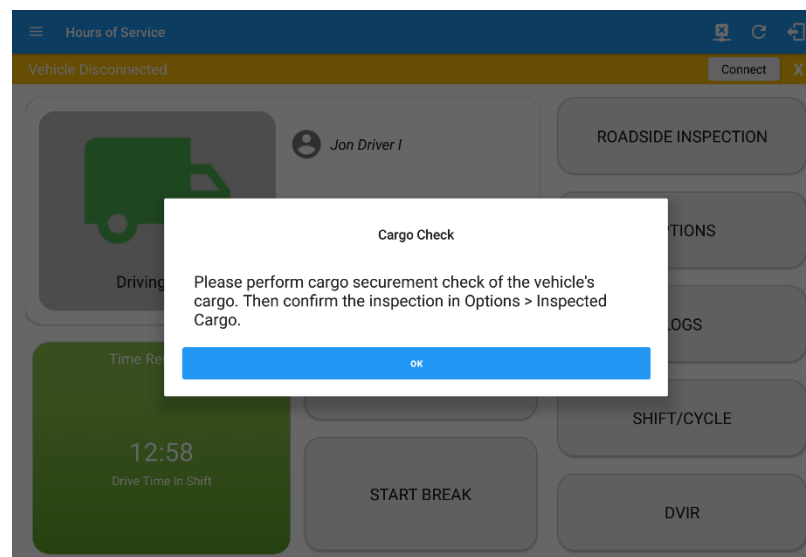 Hours of Service
Vehicle Disconnected
Connect
X
Jon Driver I
Driving
ROADSIDE INSPECTION
Cargo Check
Please perform cargo securement check of the vehicle's
cargo. Then confirm the inspection in Options > Inspected
Cargo.
OK
Time
12:58
Drive Time In Shift
START BREAK
SHIFT/CYCLE
DVIR